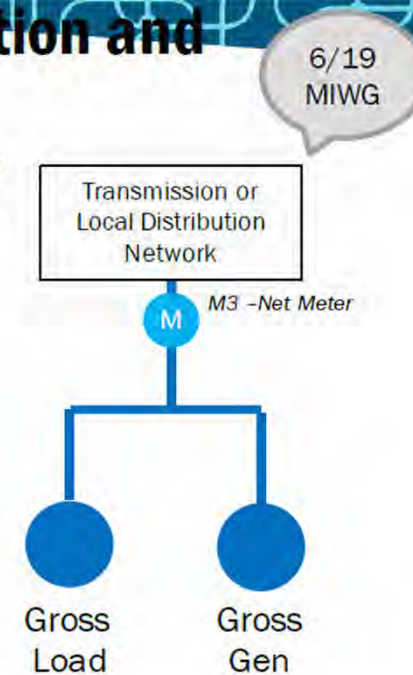 tion and
6/19
MIWG
Transmission or
Local Distribution
Network
M3 –Net Meter
M
Gross
Load
Gross
Gen